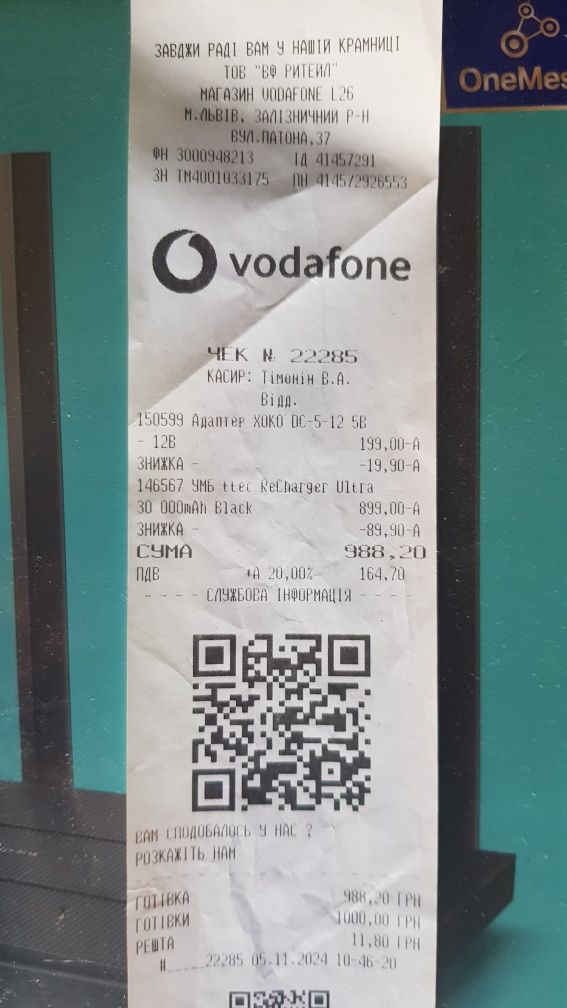 OneMes
ЗАВЖДИ РАДІ ВАМ У НАШІЙ КРАМНИЦІ
ТОВ "ВФ РИТЕЙЛ"
МАГАЗИН VODAFONE L26
М.ЛЬВІВ, ЗАЛІЗНИЧНИЙ Р-Н
ВУЛ.ПАТОНА,37
ФН 3000948213 ІД 41457291
ЗН ТМ4001033175 ПН 414572926553
vodafone
ЧЕК № 22285
КАСИР: Тімонін В.А.
Відд.
150599 Адаптер XOKO DC-5-12 5В
- 12В 199,00-А
ЗНИЖКА - -19,90-А
146567 УМБ ttec ReCharger Ultra
30 000mAh Black 899,00-А
ЗНИЖКА - -89,90-А
СУМА 988,20
ПДВ *А 20,00% 164,70
- - - - СЛУЖБОВА ІНФОРМАЦІЯ - - - -
ВАМ СПОДОБАЛОСЬ У НАС ?
РОЗКАЖІТЬ НАМ
ГОТІВКА 988,20 ГРН
ГОТІВКИ 1000,00 ГРН
РЕШТА 11,80 ГРН
#_____22285 05.11.2024 10-46-20